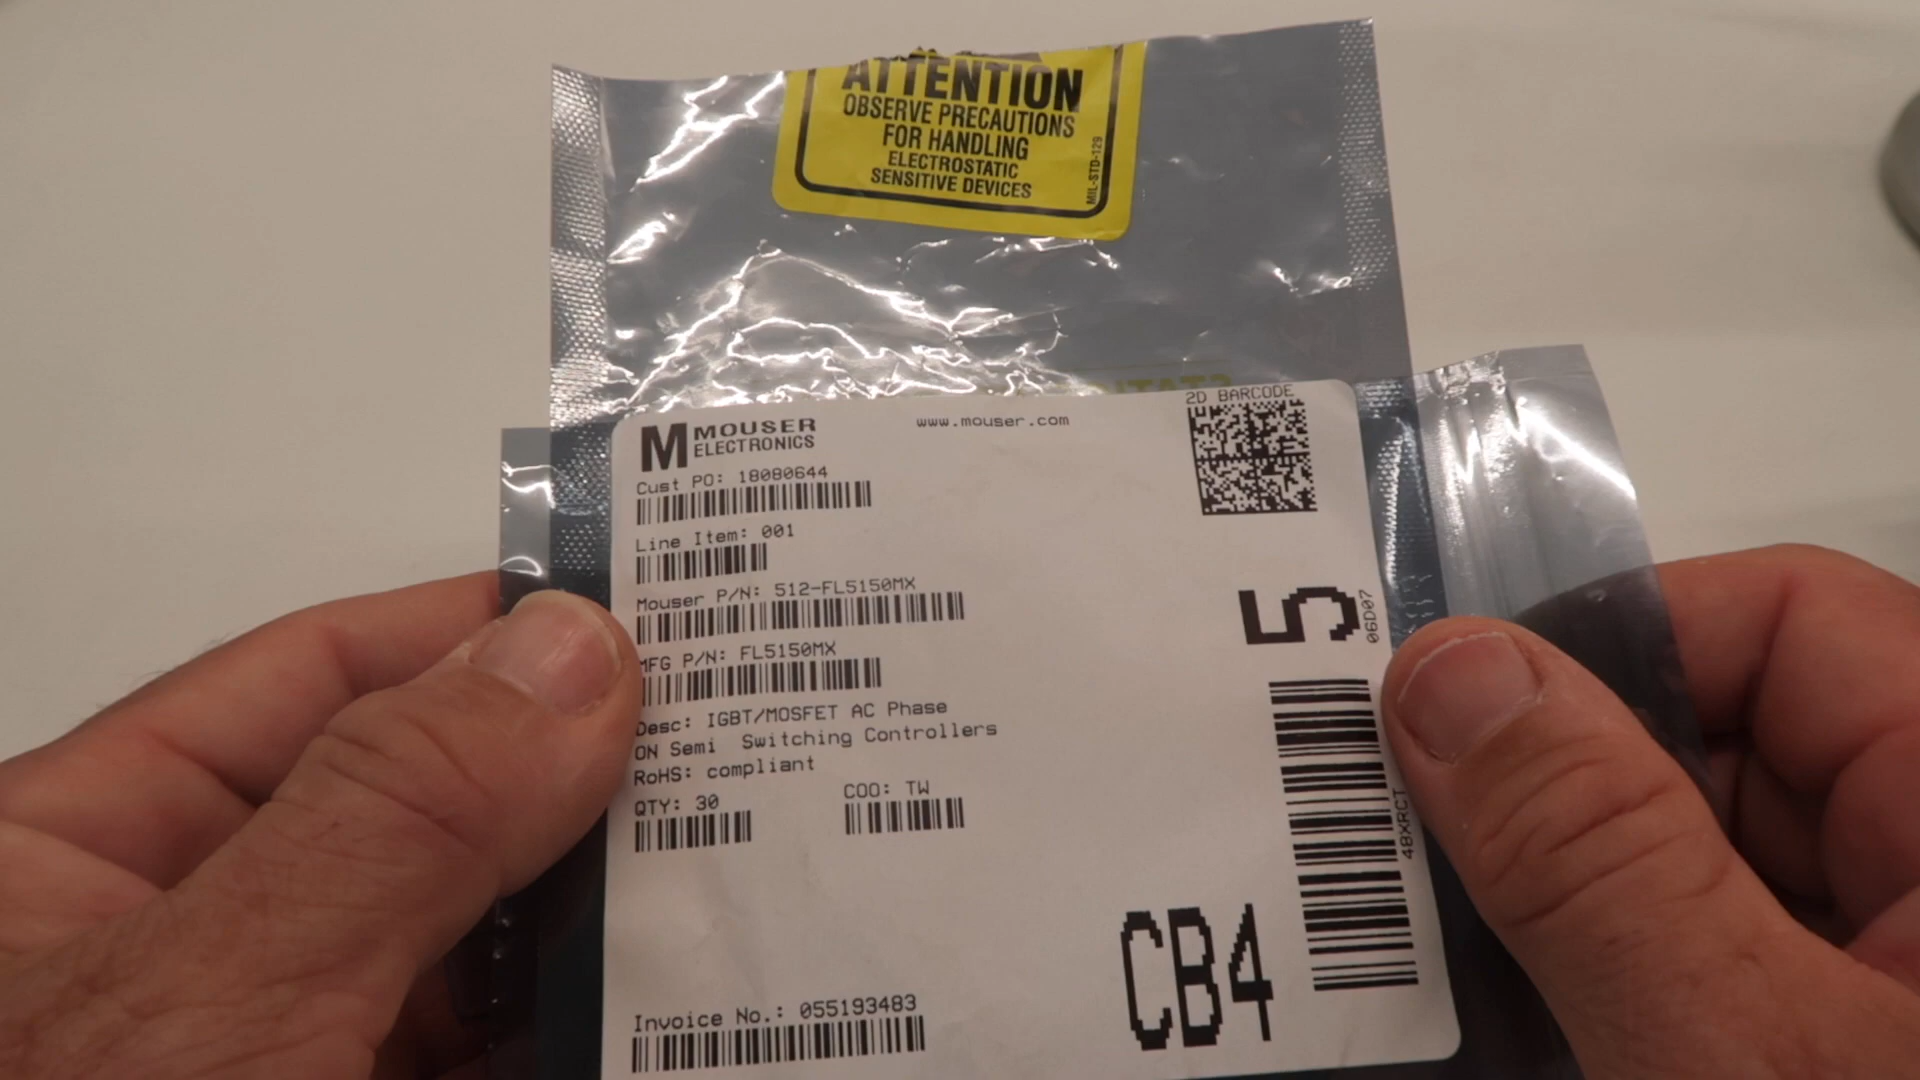 ATTENTION
OBSERVE PRECAUTIONS
FOR HANDLING
ELECTROSTATIC
SENSITIVE DEVICES
MIL-STD-129
M MOUSER
ELECTRONICS
www.mouser.com
2D BARCODE
Cust PO: 18080644
Line Item: 001
Mouser P/N: 512-FL5150MX
MFG P/N: FL5150MX
Desc: IGBT/MOSFET AC Phase
ON Semi Switching Controllers
RoHS: compliant
QTY: 30
COO: TW
5
06D07
48XRCT
CB4
Invoice No.: 055193483